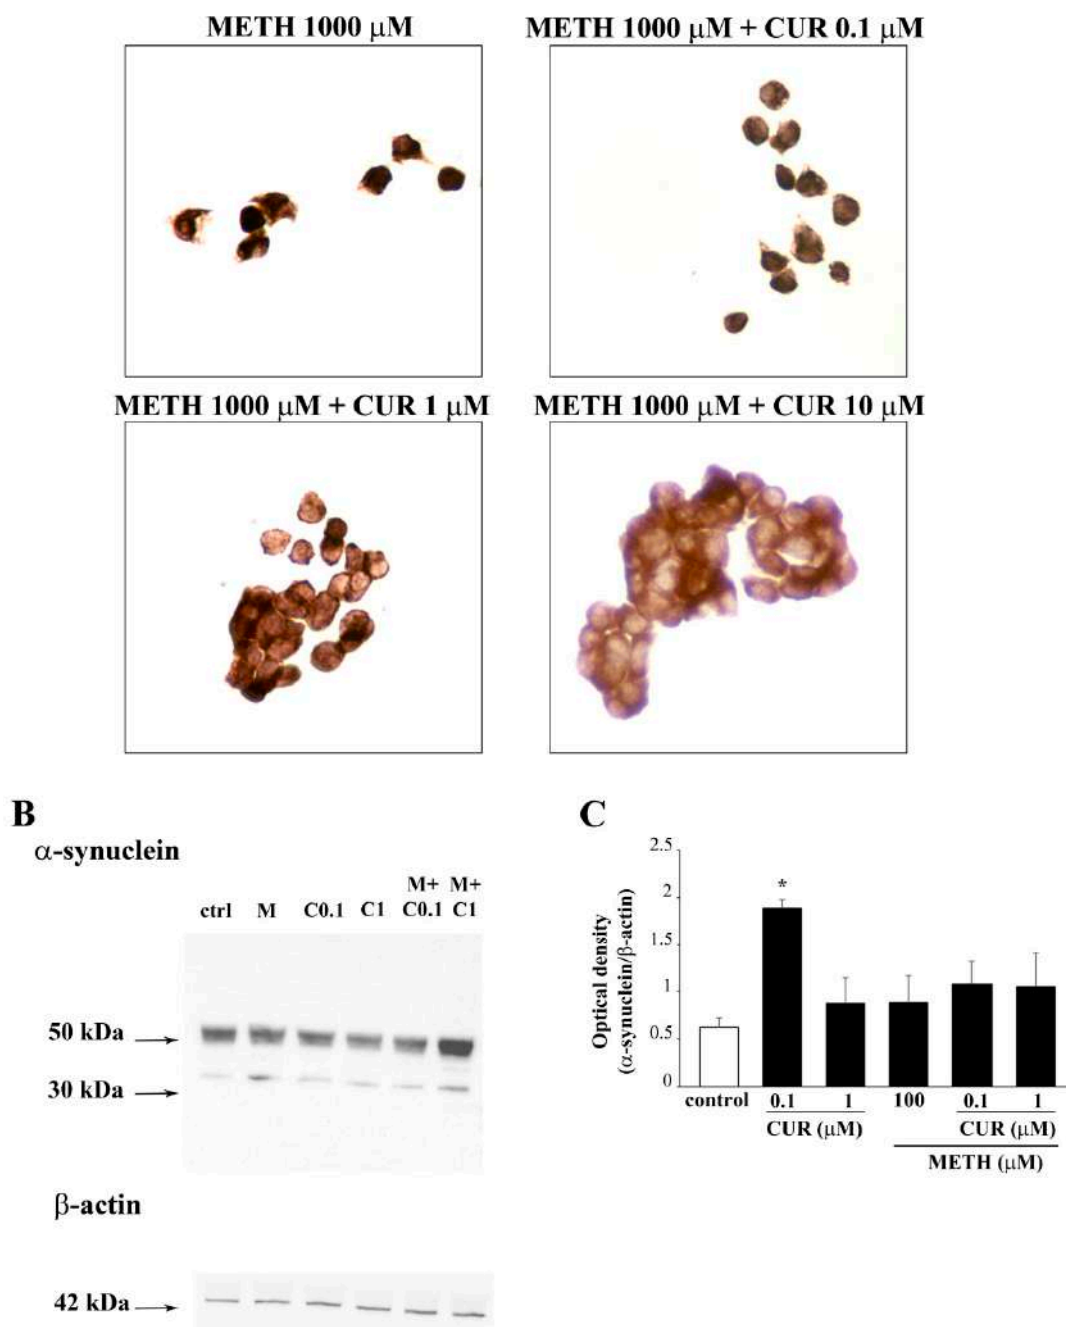 METH 1000 μM
METH 1000 μM + CUR 0.1 μM
METH 1000 μM + CUR 1 μM
METH 1000 μM + CUR 10 μM
B
α-synuclein
M+ M+
ctrl M C0.1 C1 C0.1 C1
50 kDa
30 kDa
β-actin
42 kDa
C
Optical density
(α-synuclein/β-actin)
2.5
2
1.5
1
0.5
0
*
control 0.1 1 100 0.1 1
CUR (μM) CUR (μM)
METH (μM)